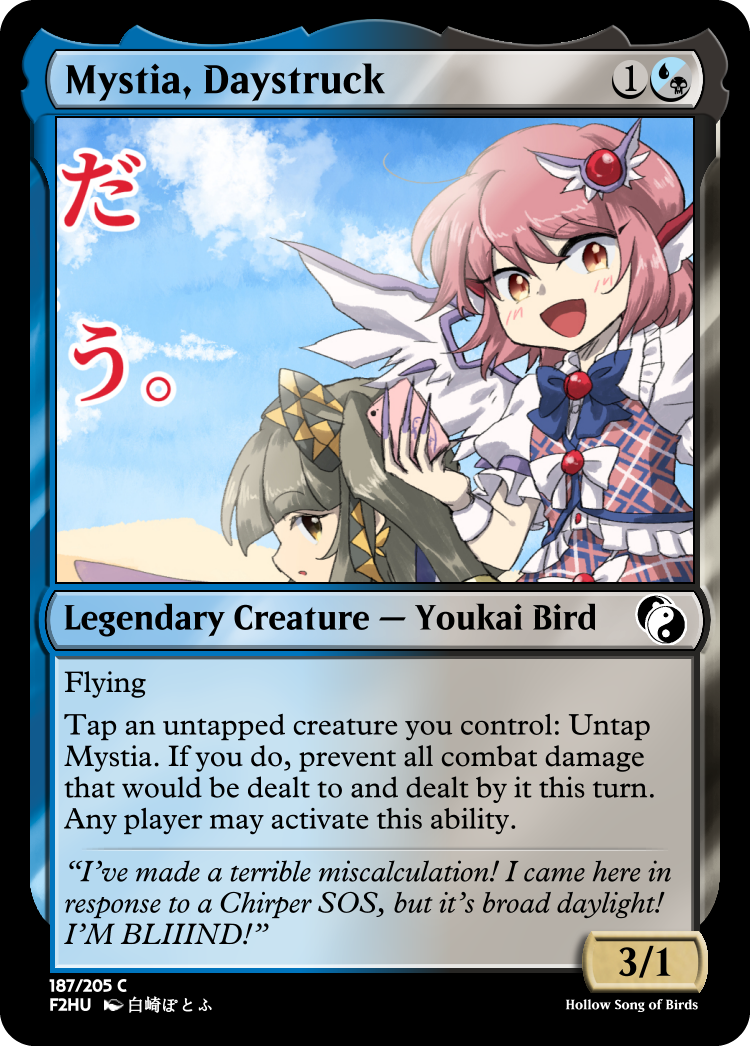 Mystia, Daystruck
1
だ
う。
Legendary Creature — Youkai Bird
Flying
Tap an untapped creature you control: Untap
Mystia. If you do, prevent all combat damage
that would be dealt to and dealt by it this turn.
Any player may activate this ability.
“I’ve made a terrible miscalculation! I came here in
response to a Chirper SOS, but it’s broad daylight!
I’M BLIIIND!”
3/1
187/205 C
F2HU 白崎ぽとふ
Hollow Song of Birds